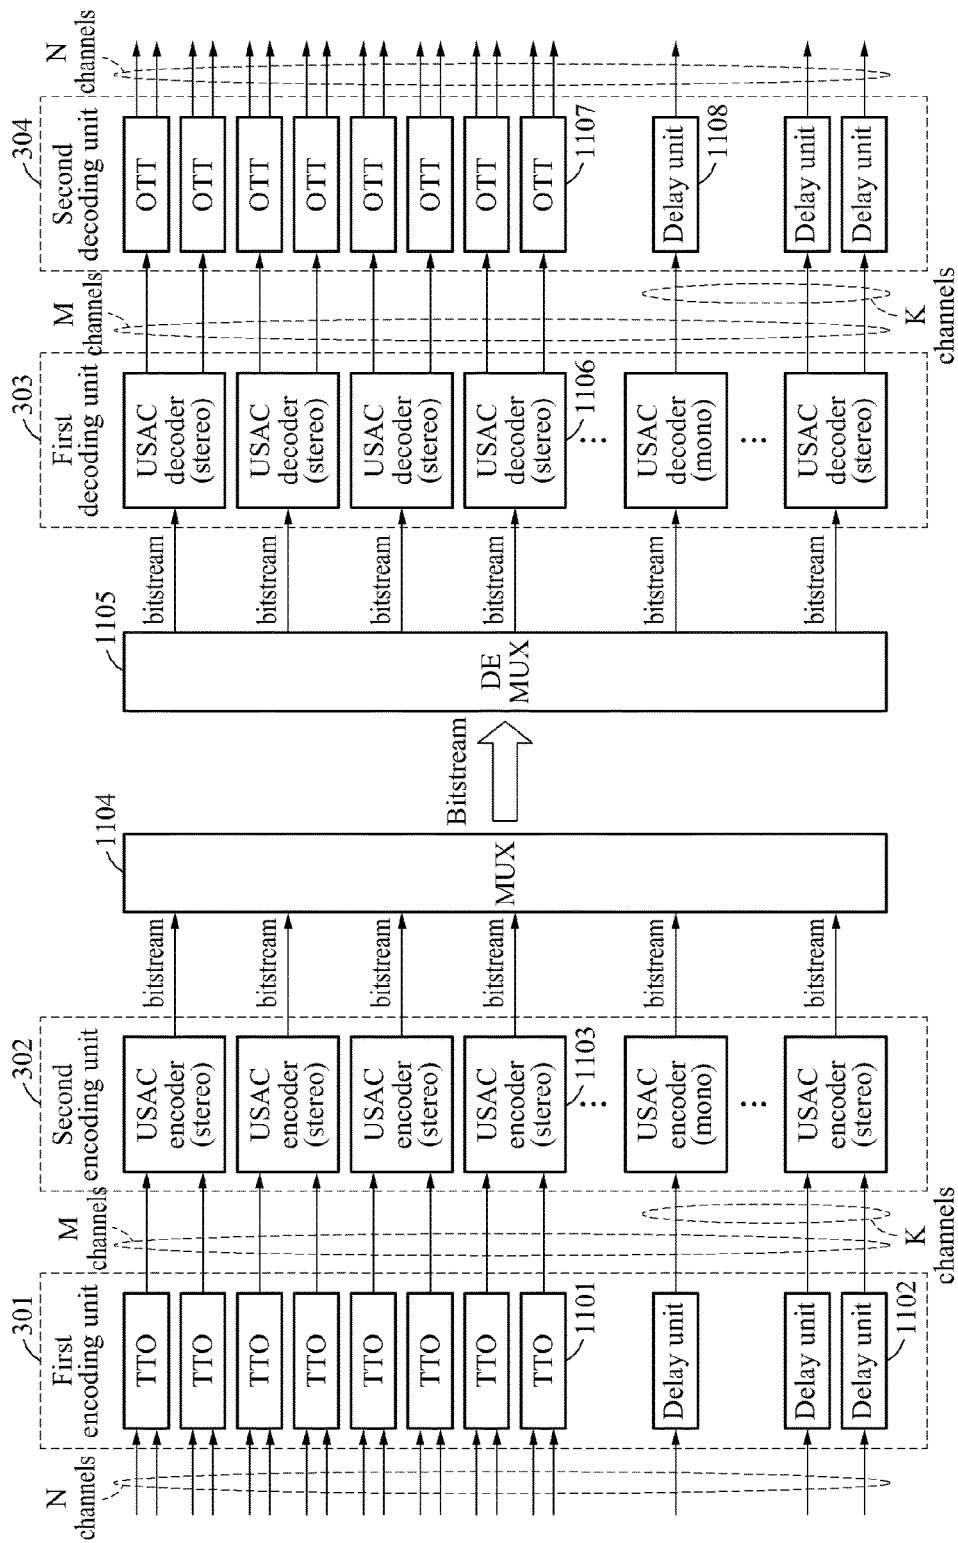 N
channels
301
First
encoding unit
TTO
TTO
TTO
TTO
TTO
TTO
TTO
TTO
1101
Delay unit
Delay unit
Delay unit
1102
M
channels
K
channels
302
Second
encoding unit
USAC
encoder
(stereo)
USAC
encoder
(stereo)
USAC
encoder
(stereo)
USAC
encoder
(stereo)
1103
...
USAC
encoder
(mono)
...
USAC
encoder
(stereo)
bitstream
bitstream
bitstream
bitstream
bitstream
bitstream
1104
MUX
Bitstream
1105
DE
MUX
bitstream
bitstream
bitstream
bitstream
bitstream
bitstream
303
First
decoding unit
USAC
decoder
(stereo)
USAC
decoder
(stereo)
USAC
decoder
(stereo)
USAC
decoder
(stereo)
1106
...
USAC
decoder
(mono)
...
USAC
decoder
(stereo)
M
channels
K
channels
304
Second
decoding unit
OTT
OTT
OTT
OTT
OTT
OTT
OTT
OTT
1107
Delay unit
1108
Delay unit
Delay unit
N
channels